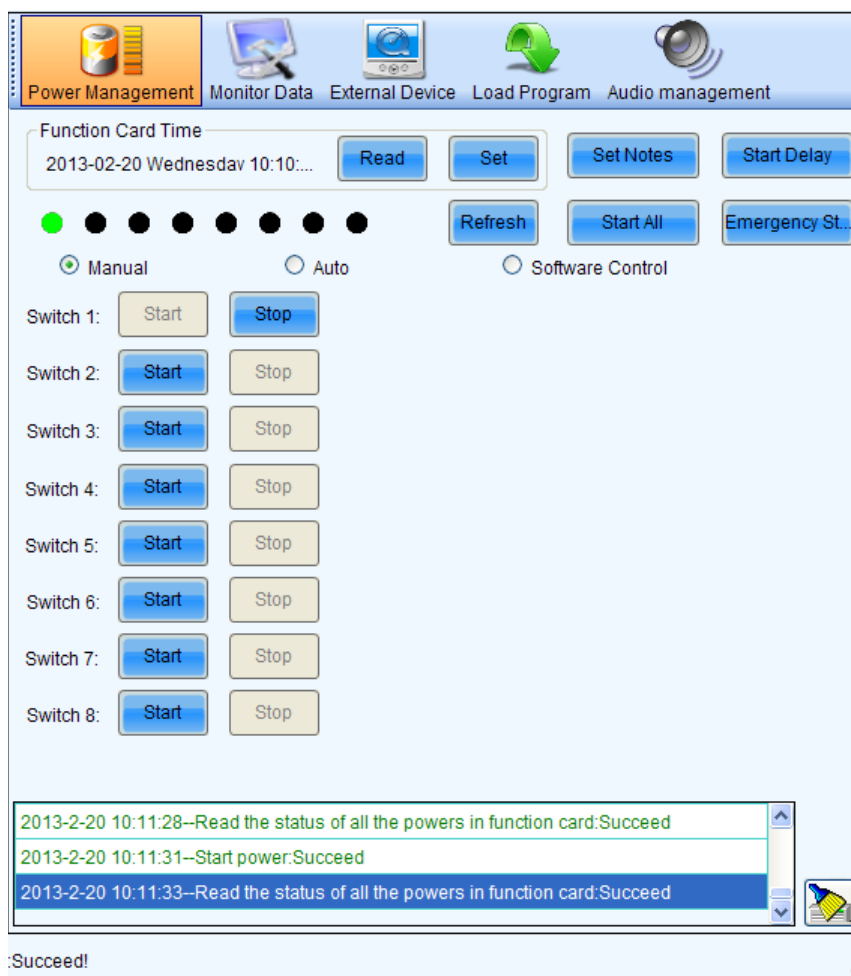 Power Management Monitor Data External Device Load Program Audio management
Function Card Time
2013-02-20 Wednesday 10:10:... Read Set Set Notes Start Delay
Refresh Start All Emergency St...
Manual Auto Software Control
Switch 1: Start Stop
Switch 2: Start Stop
Switch 3: Start Stop
Switch 4: Start Stop
Switch 5: Start Stop
Switch 6: Start Stop
Switch 7: Start Stop
Switch 8: Start Stop
2013-2-20 10:11:28--Read the status of all the powers in function card:Succeed
2013-2-20 10:11:31--Start power:Succeed
2013-2-20 10:11:33--Read the status of all the powers in function card:Succeed
:Succeed!